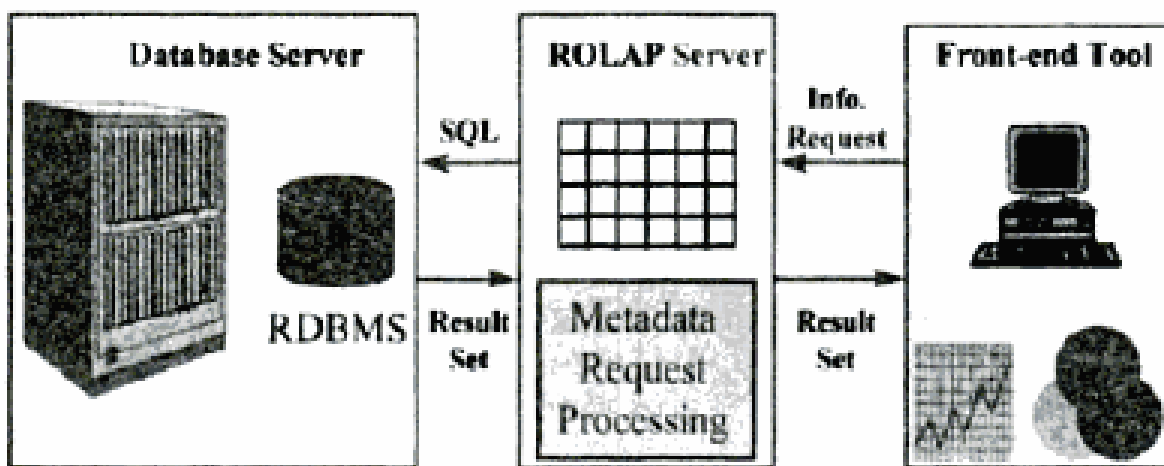 Database Server
RDBMS
SQL
Result
Set
ROLAP Server
Metadata
Request
Processing
Info.
Request
Result
Set
Front-end Tool